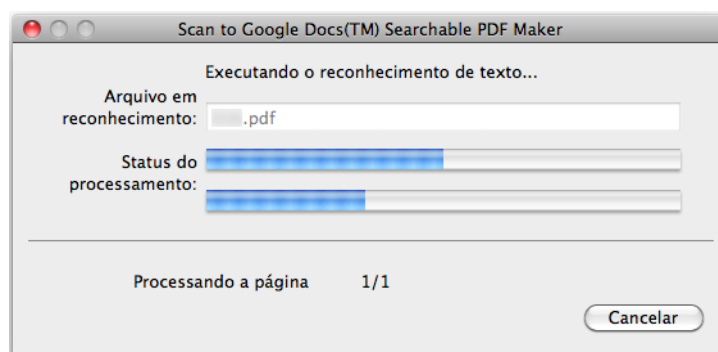 Scan to Google Docs(TM) Searchable PDF Maker
Executando o reconhecimento de texto...
Arquivo em
reconhecimento:
.pdf
Status do
processamento:
Processando a página 1/1
Cancelar